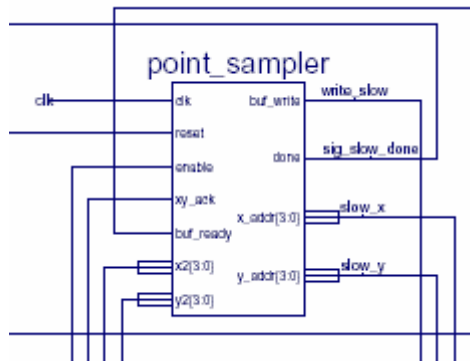 point_sampler
clk
clk
buf_write
write_slow
reset
done
sig_slow_done
enable
xy_ack
x_addr(3:0)
slow_x
buf_ready
x2(3:0)
y_addr(3:0)
slow_y
y2(3:0)